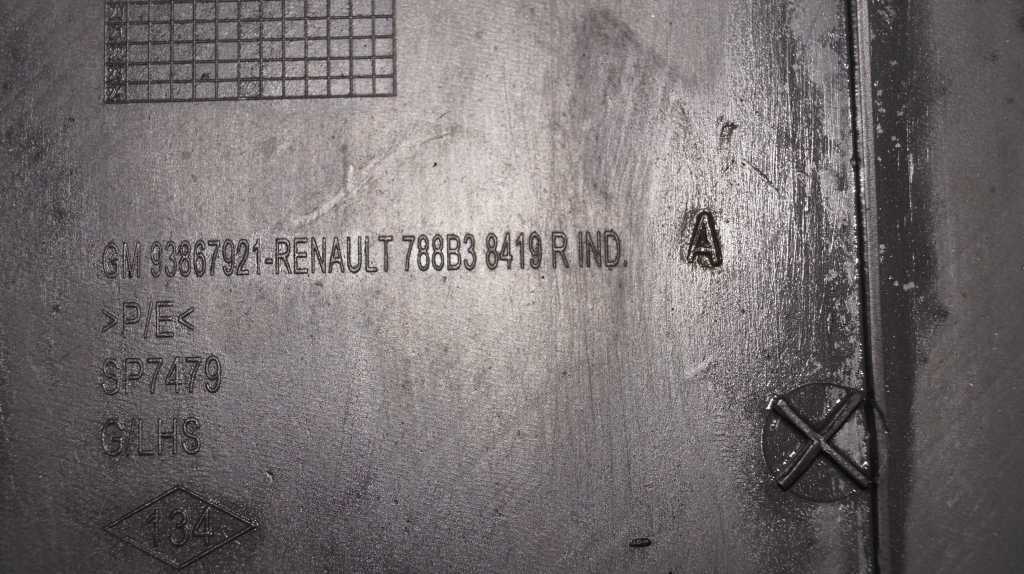 GM 93867921-RENAULT 788B3 8419 R IND. A
>P/E<
SP7479
G/LHS
134